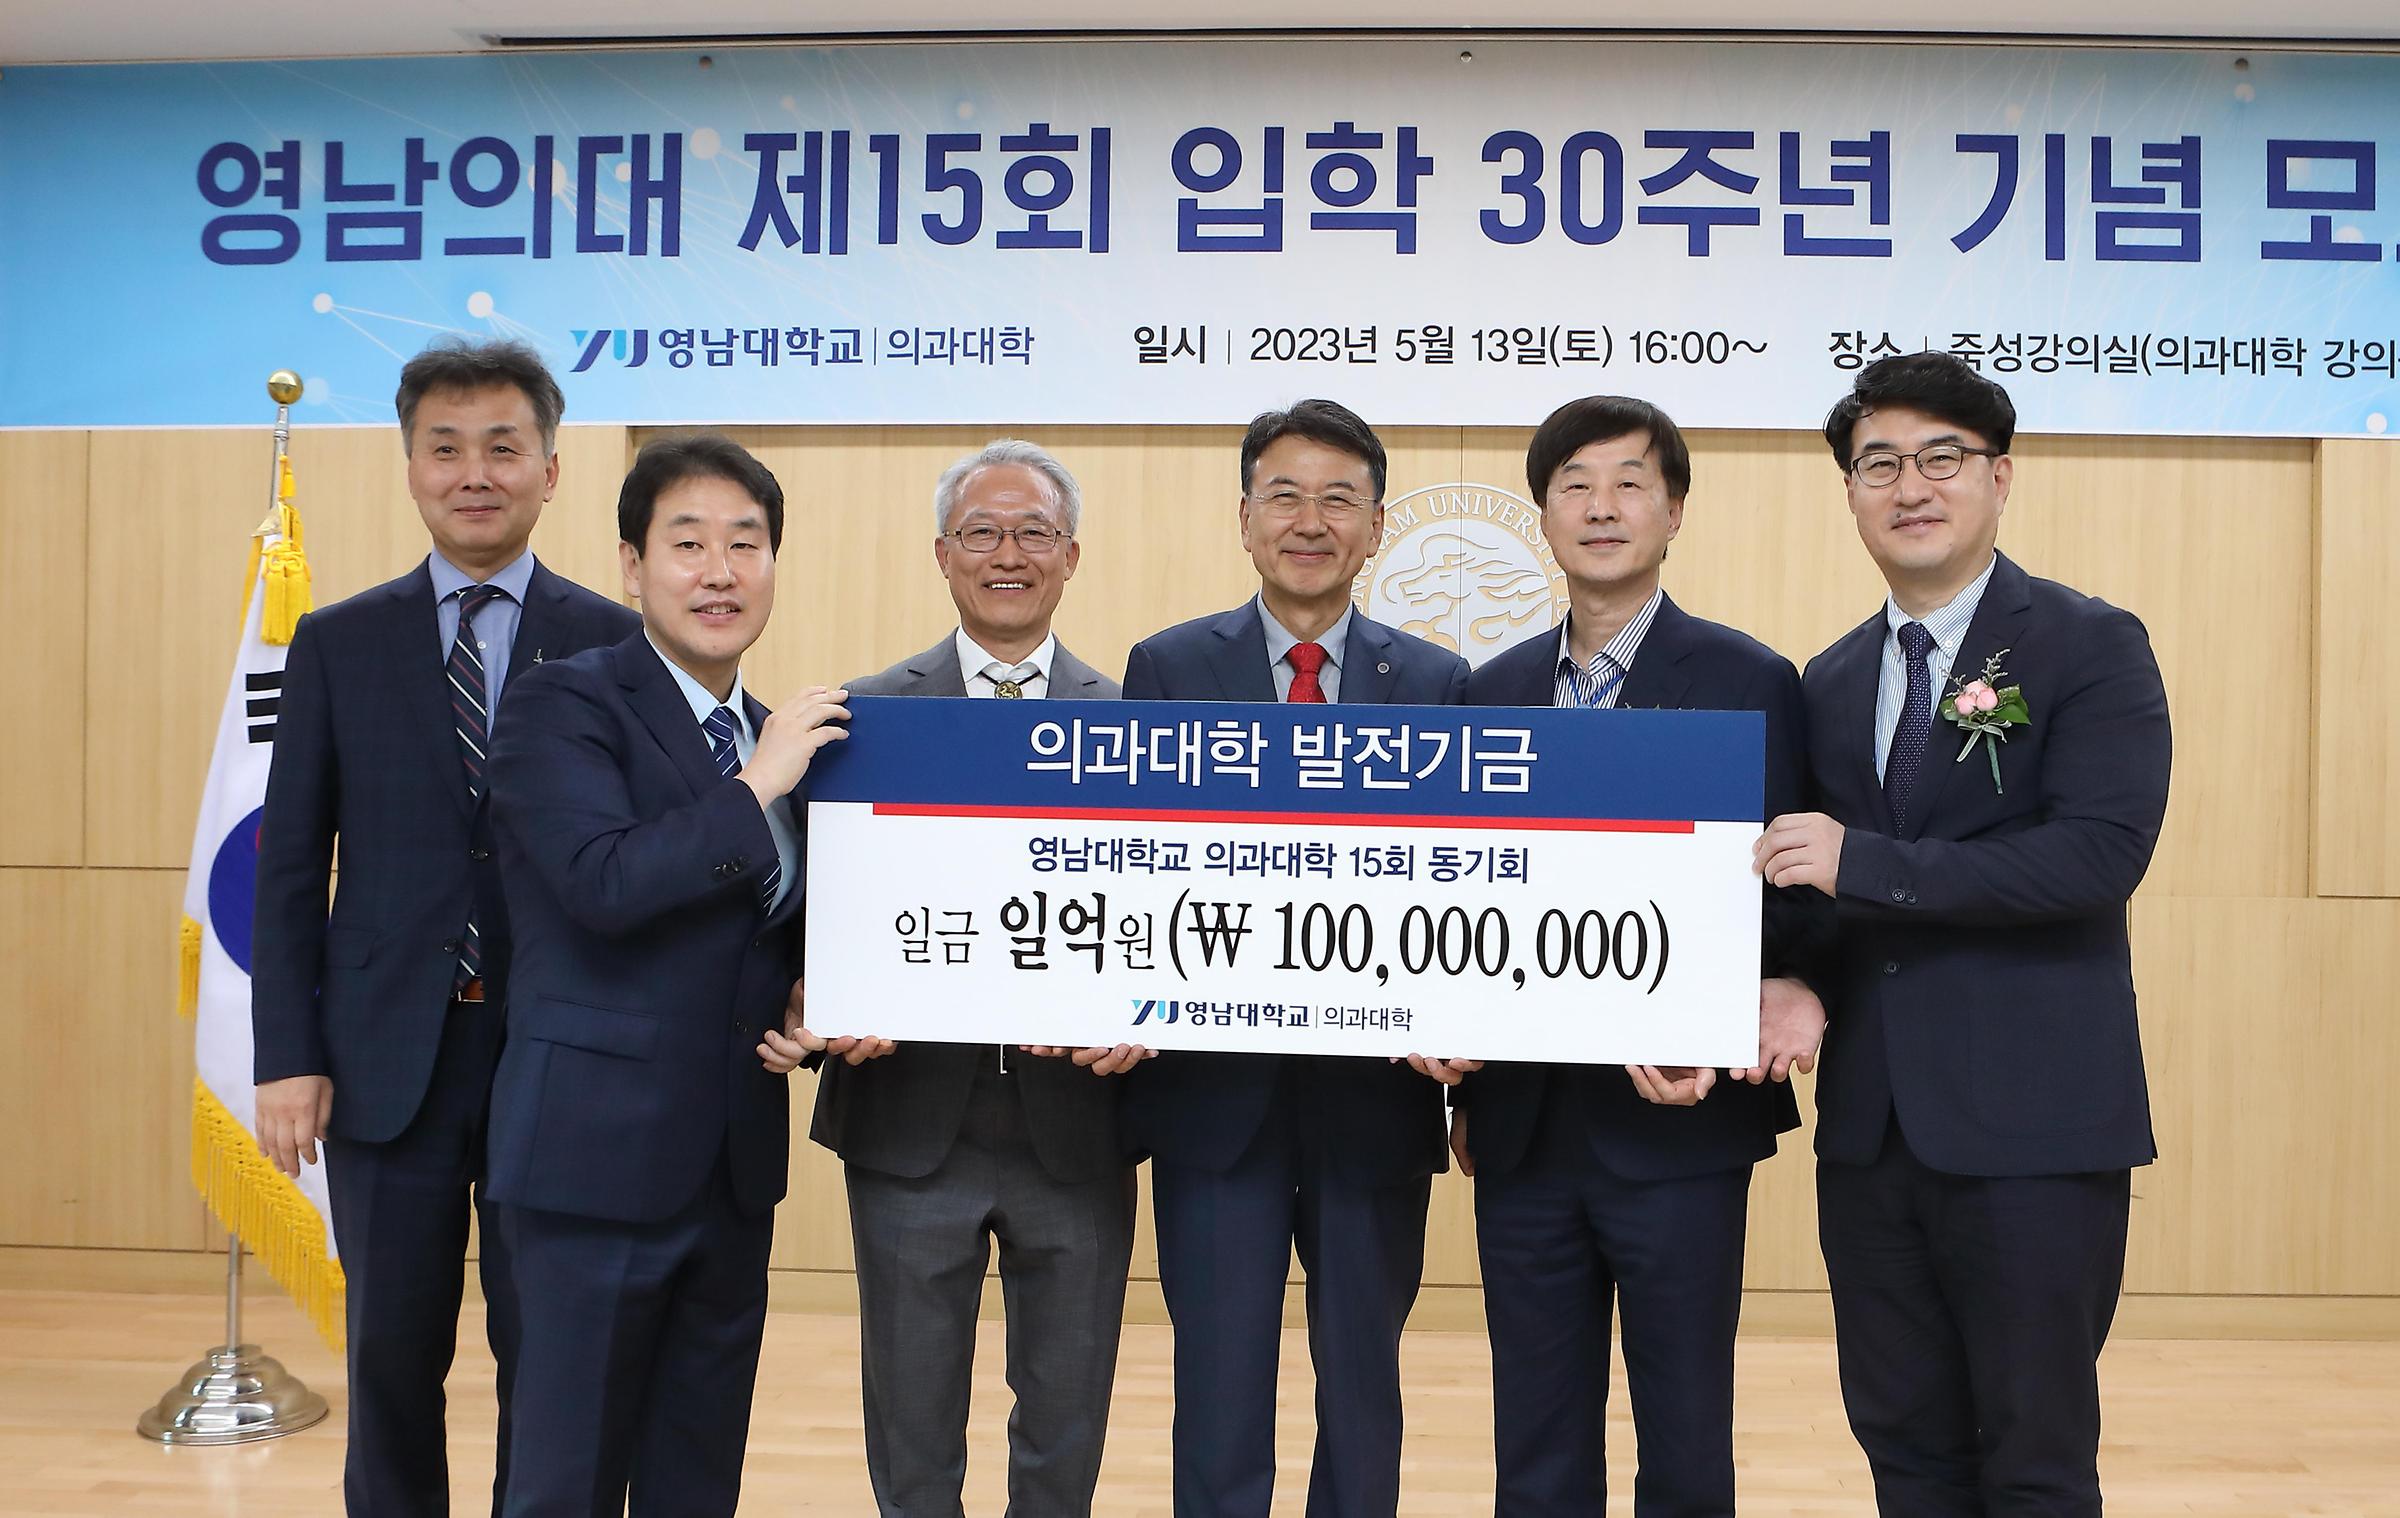 영남의대 제15회 입학 30주년 기념
YU 영남대학교 | 의과대학
일시 | 2023년 5월 13일(토) 16:00~
장소 | 죽성강의실(의과대학 강의
UNIVERSITY
의과대학 발전기금
영남대학교 의과대학 15회 동기회
일금 일억원 (₩ 100,000,000)
YU 영남대학교 | 의과대학